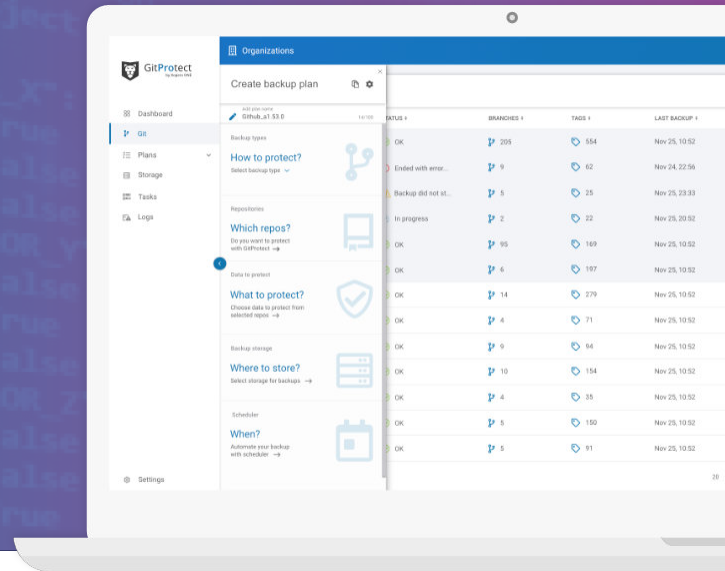 GitProtect
Organizations
Dashboard
Git
Plans
Storage
Tasks
Logs
Settings
Create backup plan
Add plan name
Github_a1.53.0
Backup types
How to protect?
Select backup type
Repositories
Which repos?
Do you want to protect
with GitProtect
Data to protect
What to protect?
Choose data to protect from
selected repos
Backup storage
Where to store?
Select storage for backups
Scheduler
When?
Automate your backup
with scheduler
TATUS BRANCHES TAGS LAST BACKUP
OK 205 554 Nov 25, 10:52
Ended with error... 9 62 Nov 24, 22:56
Backup did not st... 5 25 Nov 25, 23:33
In progress 2 22 Nov 25, 20:52
OK 95 169 Nov 25, 10:52
OK 6 197 Nov 25, 10:52
OK 14 279 Nov 25, 10:52
OK 4 71 Nov 25, 10:52
OK 9 94 Nov 25, 10:52
OK 10 154 Nov 25, 10:52
OK 4 35 Nov 25, 10:52
OK 5 150 Nov 25, 10:52
OK 5 91 Nov 25, 10:52
20